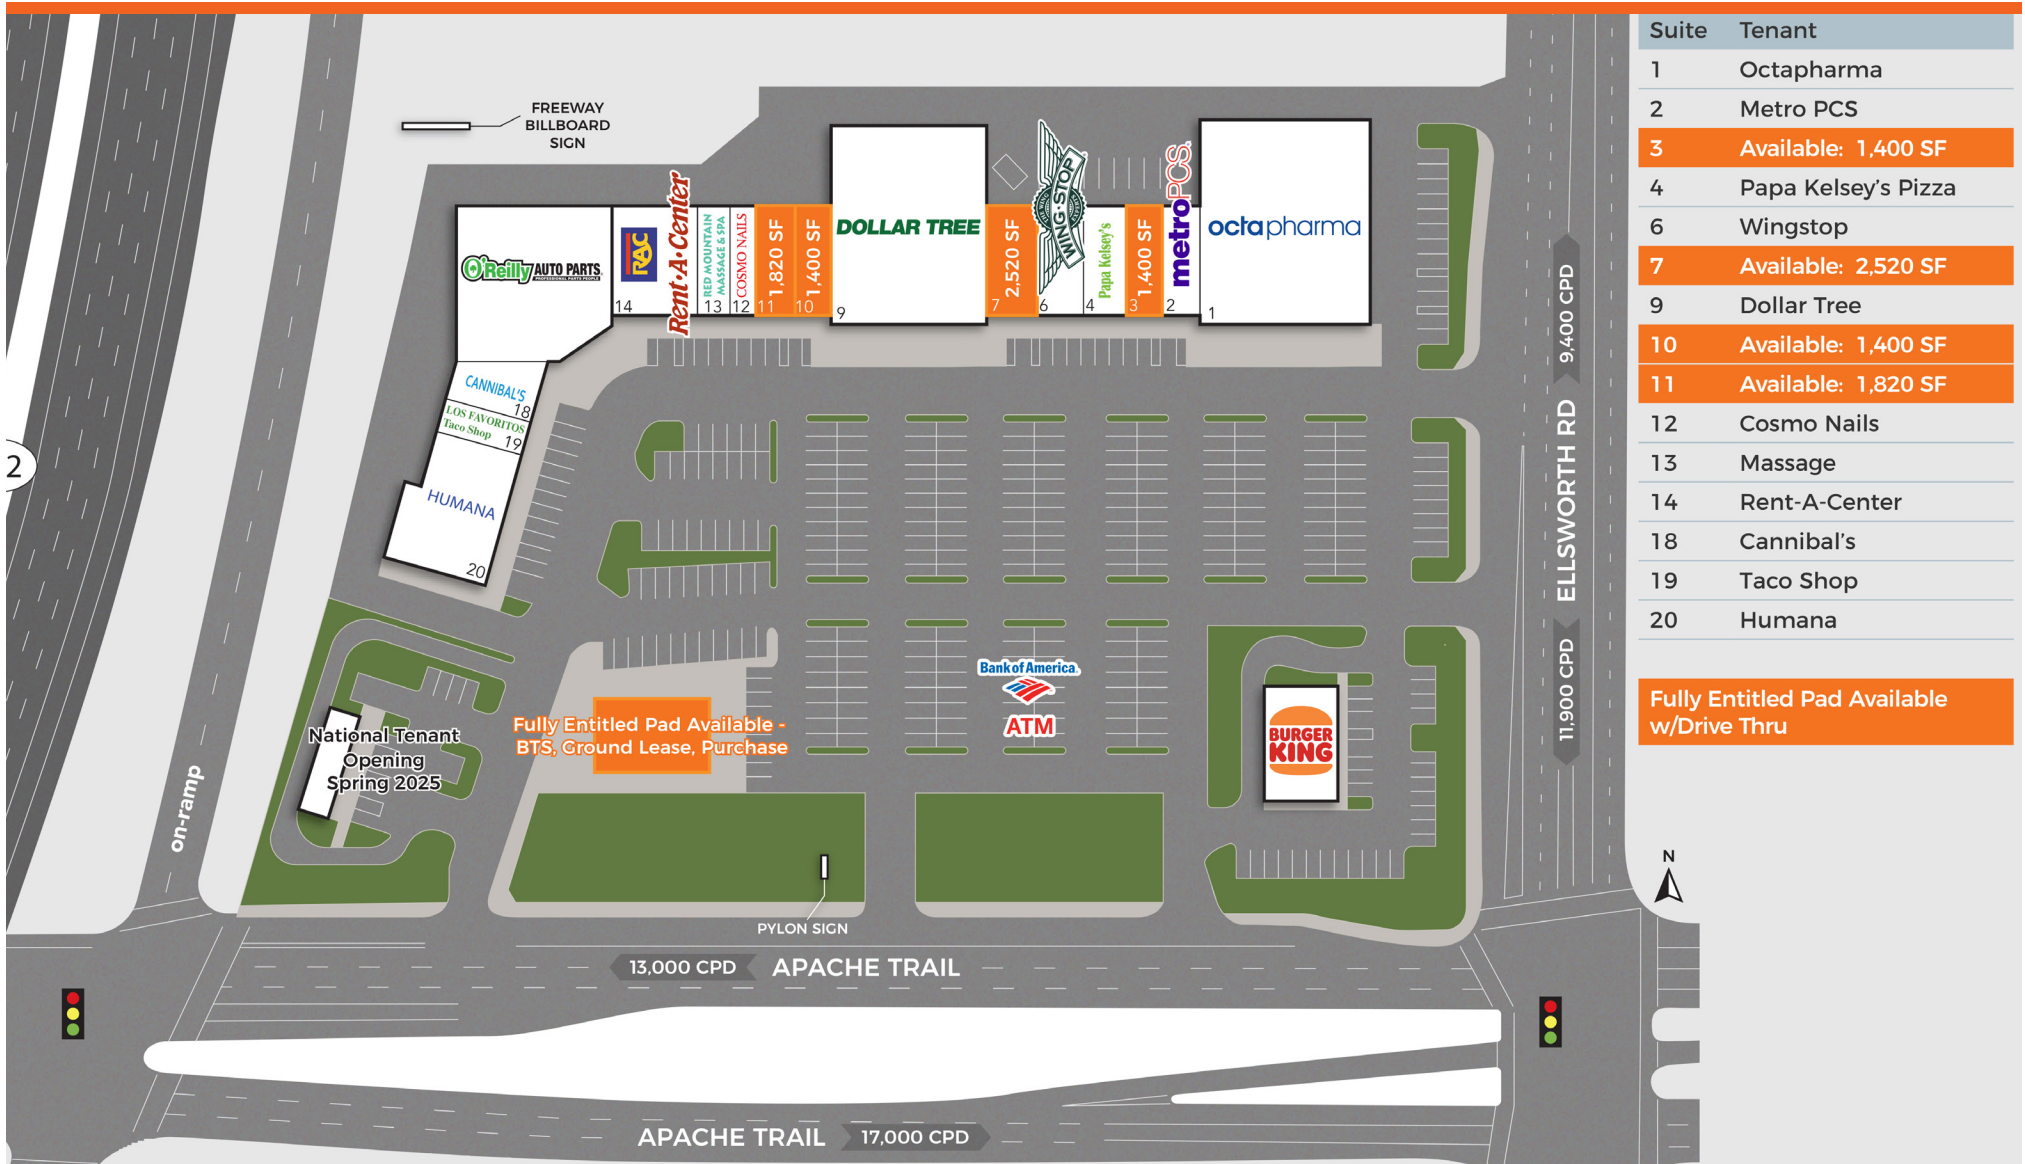 FREEWAY
BILLBOARD
SIGN
O'Reilly AUTO PARTS
PROFESSIONAL PARTS PEOPLE
RAC
14
Rent-A-Center
RED MOUNTAIN
MASSAGE & SPA
13
COSMO NAILS
12
1,820 SF
11
1,400 SF
10
DOLLAR TREE
9
2,520 SF
7
WING·STOP
6
Papa Kelsey's
4
1,400 SF
3
metroPCS.
2
octapharma
1
CANNIBAL'S
18
LOS FAVORITOS
Taco Shop
19
HUMANA
20
2
on-ramp
National Tenant
Opening
Spring 2025
Fully Entitled Pad Available -
BTS, Ground Lease, Purchase
Bank of America
ATM
BURGER
KING
PYLON SIGN
13,000 CPD
APACHE TRAIL
APACHE TRAIL
17,000 CPD
9,400 CPD
ELLSWORTH RD
11,900 CPD
N
Suite Tenant
1 Octapharma
2 Metro PCS
3 Available: 1,400 SF
4 Papa Kelsey's Pizza
6 Wingstop
7 Available: 2,520 SF
9 Dollar Tree
10 Available: 1,400 SF
11 Available: 1,820 SF
12 Cosmo Nails
13 Massage
14 Rent-A-Center
18 Cannibal's
19 Taco Shop
20 Humana
Fully Entitled Pad Available
w/Drive Thru